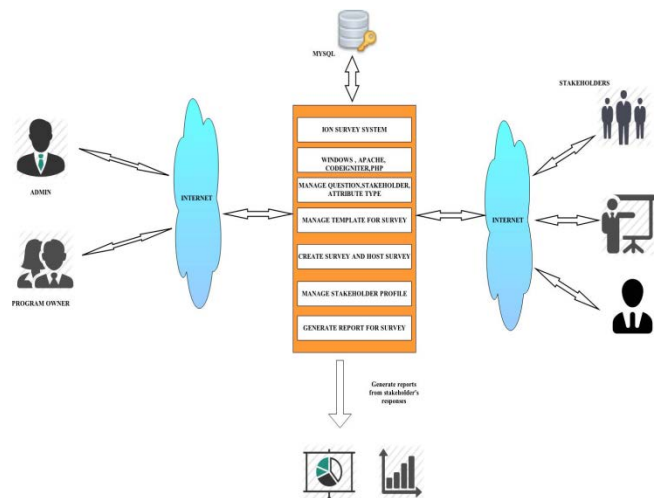 MYSQL
STAKEHOLDERS
ION SURVEY SYSTEM
WINDOWS , APACHE,
CODEIGNITER,PHP
MANAGE QUESTION,STAKEHOLDER,
ATTRIBUTE TYPE
ADMIN
INTERNET
INTERNET
MANAGE TEMPLATE FOR SURVEY
CREATE SURVEY AND HOST SURVEY
PROGRAM OWNER
MANAGE STAKEHOLDER PROFILE
GENERATE REPORT FOR SURVEY
Generate reports
from stakeholder's
responses